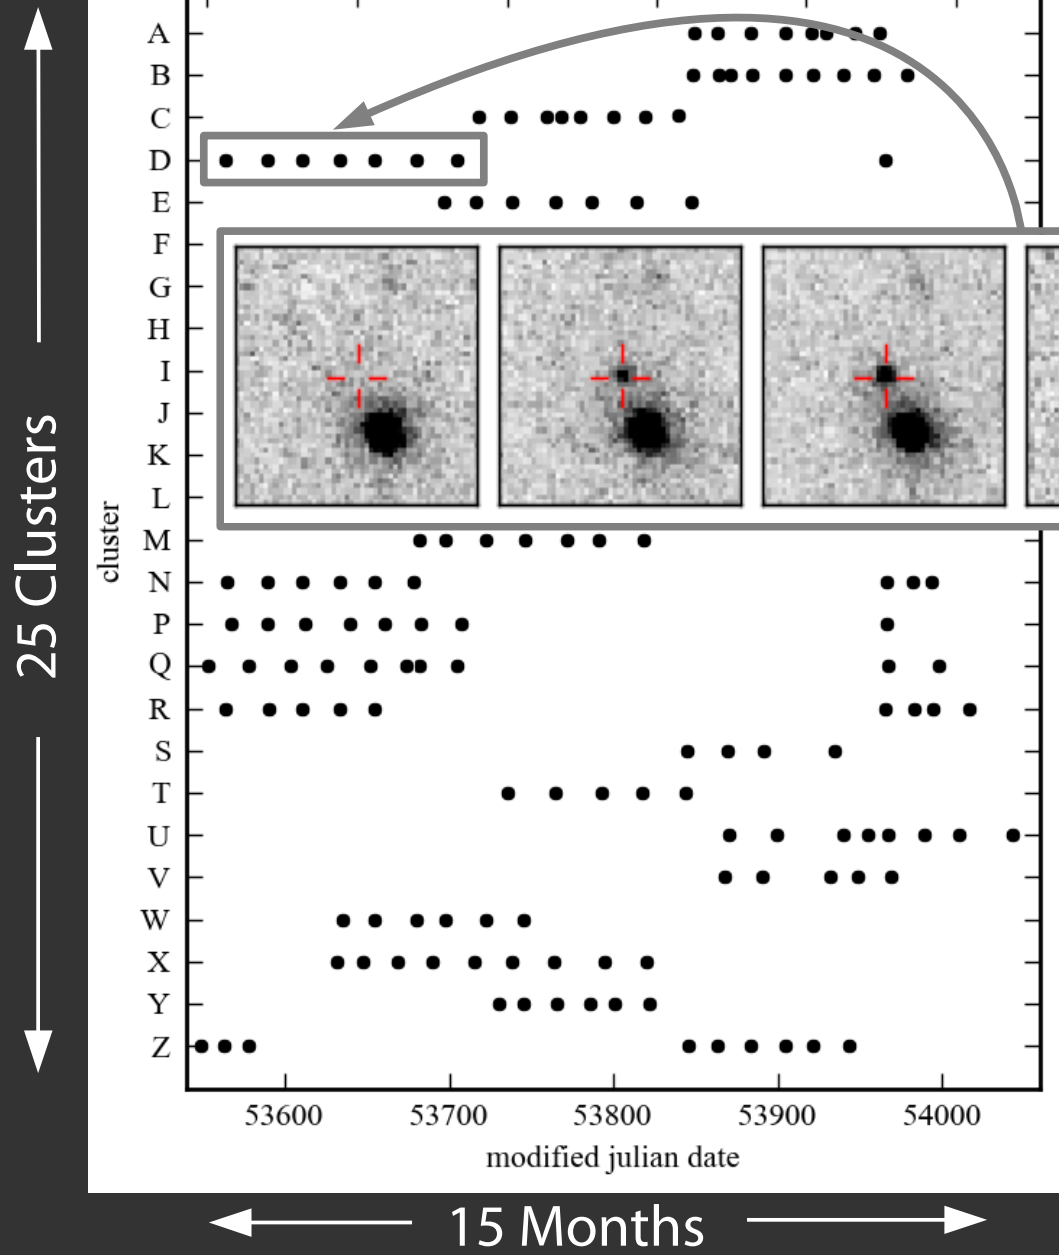 A
B
C
D
E
F
G
H
I
J
K
L
M
N
P
Q
R
S
T
U
V
W
X
Y
Z
cluster
25 Clusters
53600 53700 53800 53900 54000
modified julian date
15 Months